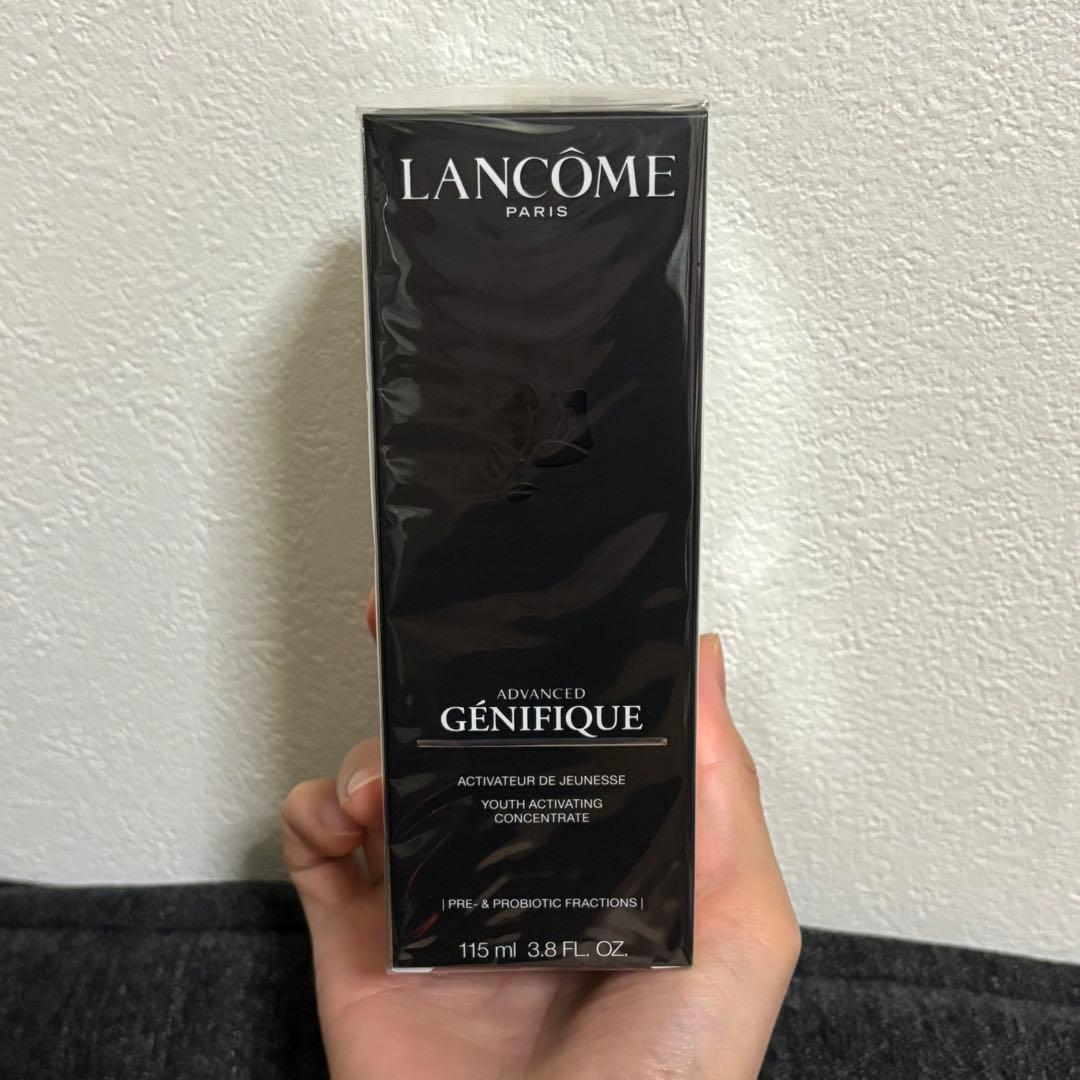 LANCÔME
PARIS
ADVANCED
GÉNIFIQUE
ACTIVATEUR DE JEUNESSE
YOUTH ACTIVATING
CONCENTRATE
| PRE- & PROBIOTIC FRACTIONS |
115 ml 3.8 FL. OZ.